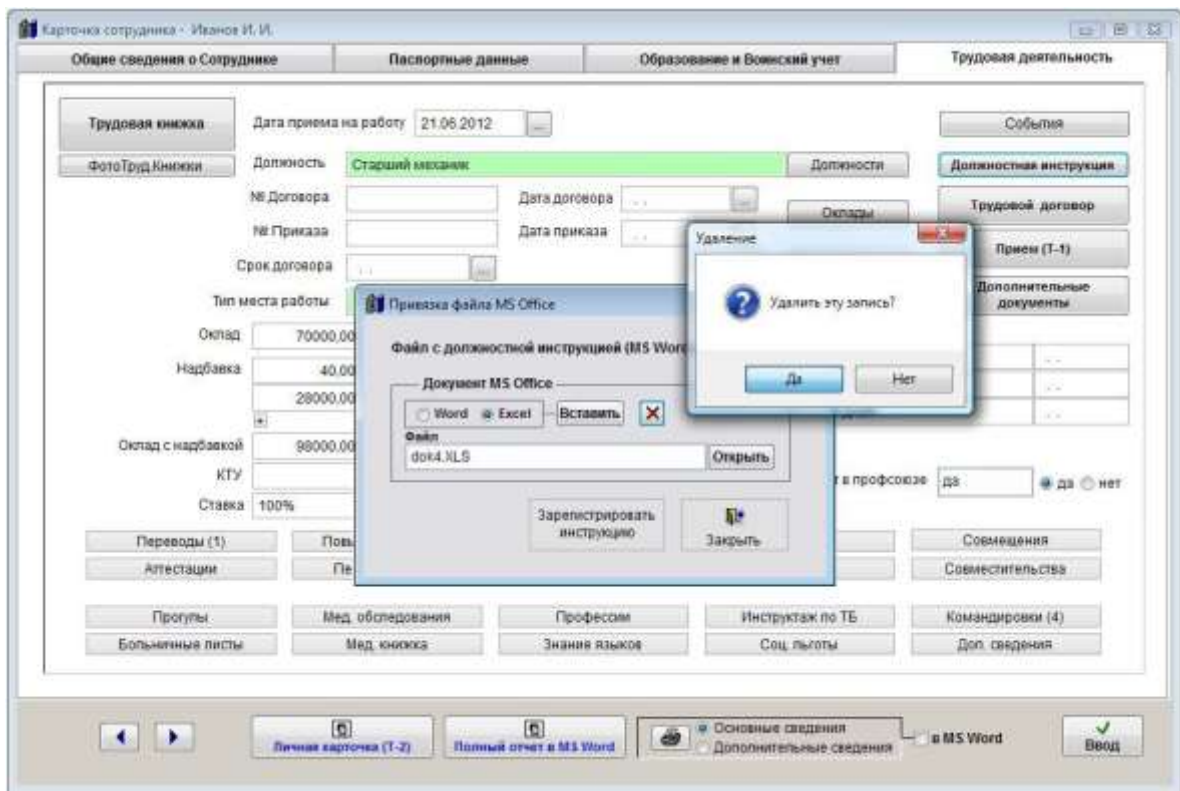 Карточка сотрудника - Иванов И. И.
Общие сведения о Сотруднике
Паспортные данные
Образование и Воинский учет
Трудовая деятельность
Трудовая книжка
Дата приема на работу 21.06.2012 ...
События
ФотоТруд.Книжки
Должность Старший механик
Должности
Должностная инструкция
№ Договора
Дата договора . . ...
Оклады
Трудовой договор
№ Приказа
Дата приказа . .
Прием (Т-1)
Срок договора . . ...
Тип места работы
Дополнительные
документы
Удаление
Удалить эту запись?
Да
Нет
Привязка файла MS Office
Файл с должностной инструкцией (MS Wor
Документ MS Office
Word Excel Вставить
Файл
dok4.XLS Открыть
Зарегистрировать
инструкцию
Закрыть
Оклад 70000,00
Надбавка 40,00
28000,00
+
Оклад с надбавкой 98000,00
КТУ
Ставка 100%
. .
. .
. .
в профсоюзе да да нет
Переводы (1)
Пов
Совмещения
Аттестации
Пе
Совместительства
Прогулы
Мед. обследования
Профессии
Инструктаж по ТБ
Командировки (4)
Больничные листы
Мед. книжка
Знания языков
Соц. льготы
Доп. сведения
Личная карточка (Т-2)
Полный отчет в MS Word
Основные сведения
Дополнительные сведения
в MS Word
Ввод